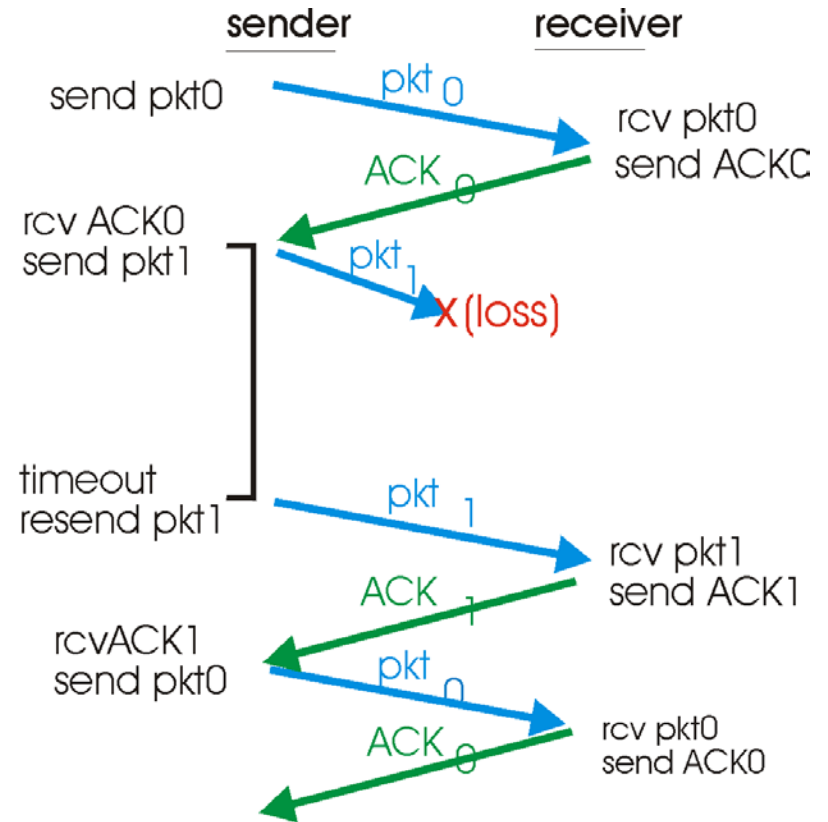 sender receiver
send pkt0
pkt 0
rcv pkt0
send ACK0
ACK 0
rcv ACK0
send pkt1
pkt 1
X (loss)
timeout
resend pkt1
pkt 1
rcv pkt1
send ACK1
ACK 1
rcvACK1
send pkt0
pkt 0
rcv pkt0
send ACK0
ACK 0